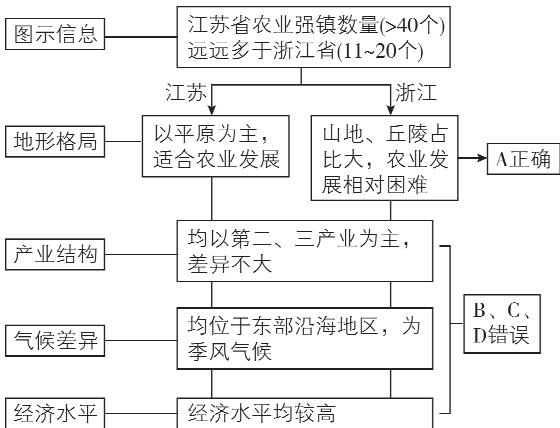 图示信息
江苏省农业强镇数量(>40个)
远远多于浙江省(11~20个)
江苏
浙江
地形格局
以平原为主，
适合农业发展
山地、丘陵占
比大，农业发
展相对困难
A正确
产业结构
均以第二、三产业为主，
差异不大
气候差异
均位于东部沿海地区，为
季风气候
B、C、
D错误
经济水平
经济水平均较高